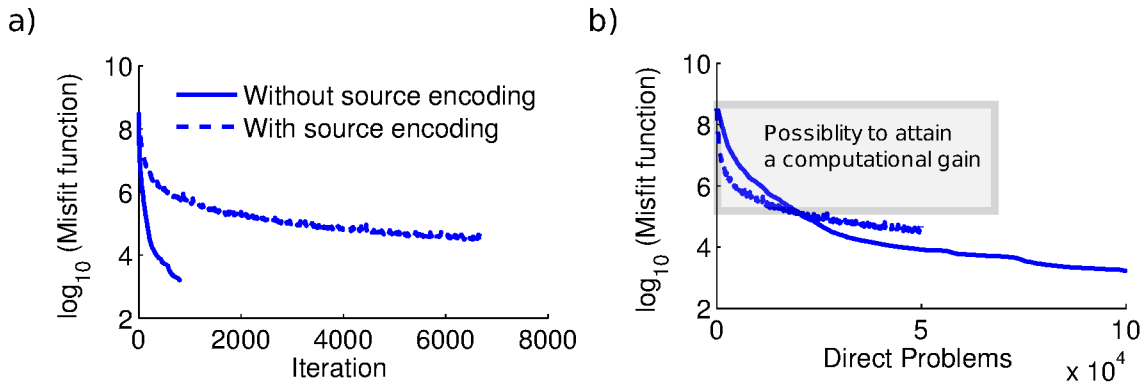 a)
10
8
6
4
2
log10 (Misfit function)
Without source encoding
With source encoding
0 2000 4000 6000 8000
Iteration
b)
10
8
6
4
2
log10 (Misfit function)
Possiblity to attain
a computational gain
0 5 10
Direct Problems
x 10^4